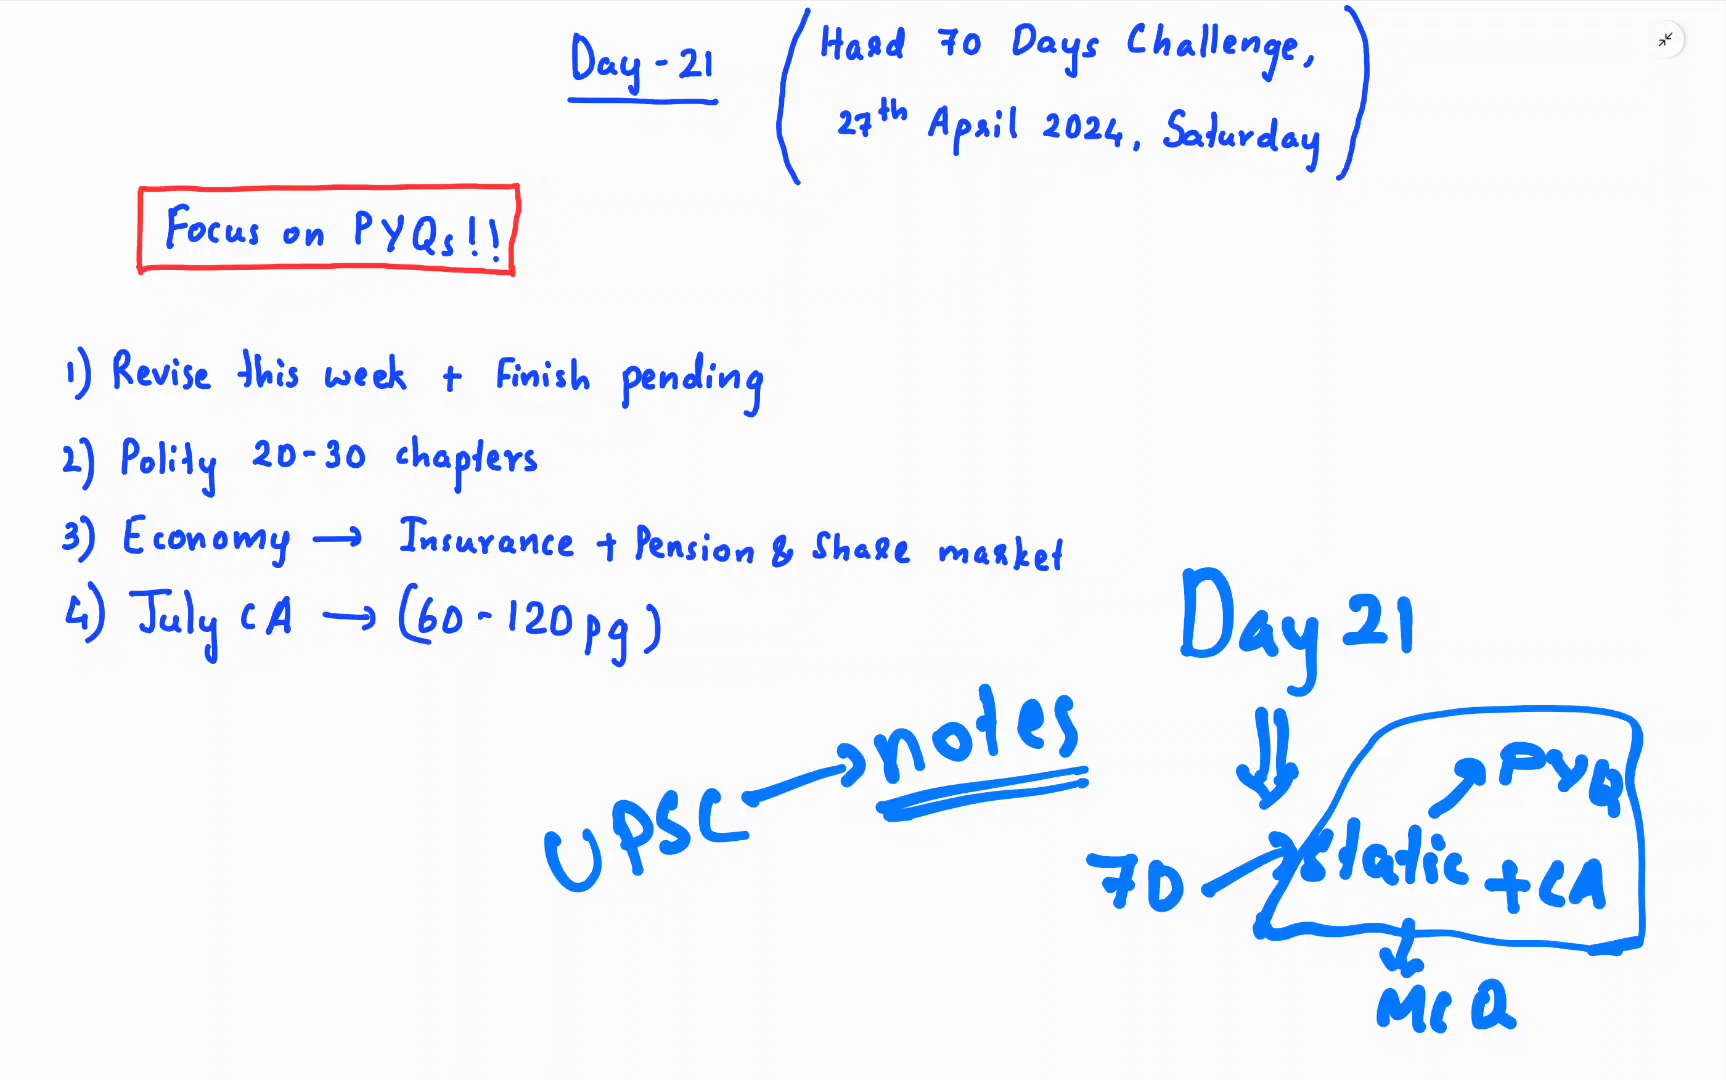 Day - 21
(Hard 70 Days Challenge,
27th April 2024, Saturday)
Focus on PYQs!!
1) Revise this week + Finish pending
2) Polity 20-30 chapters
3) Economy → Insurance + Pension & Share market
4) July CA → (60-120pg)
Day 21
UPSC → notes
PYQ
70 → static + CA
MCQ